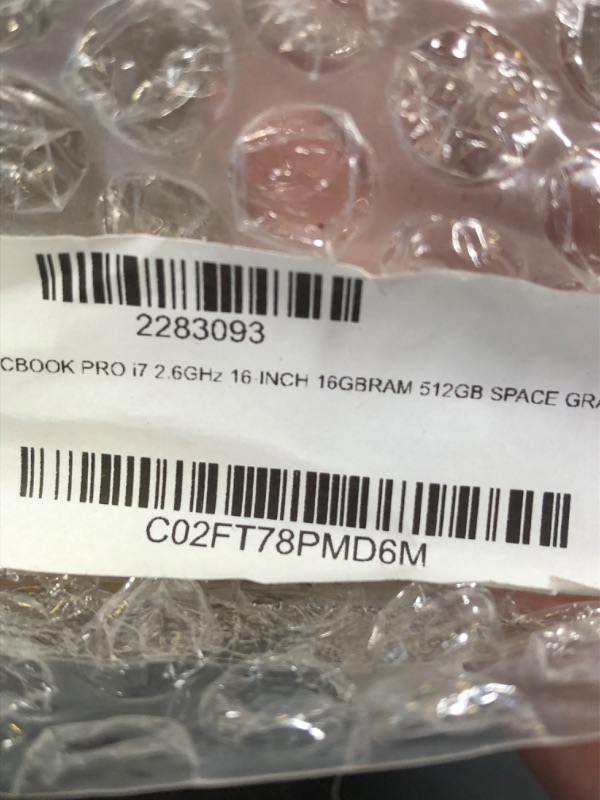 2283093
CBOOK PRO i7 2.6GHz 16-INCH 16GBRAM 512GB SPACE GRA
C02FT78PMD6M